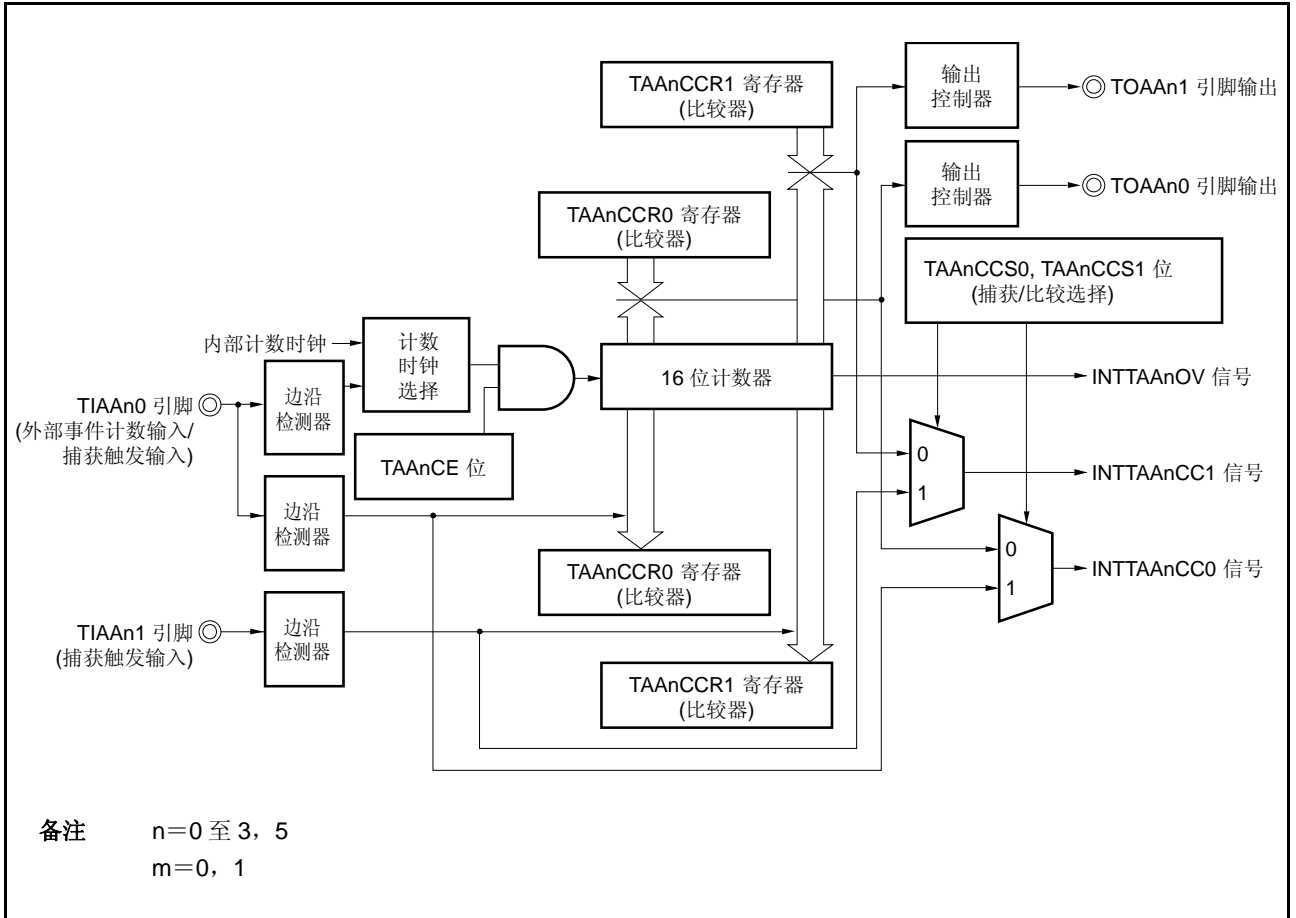 TAAnCCR1 寄存器
(比较器)
输出
控制器
TOAAn1 引脚输出
TAAnCCR0 寄存器
(比较器)
输出
控制器
TOAAn0 引脚输出
TAAnCCS0, TAAnCCS1 位
(捕获/比较选择)
内部计数时钟
计数
时钟
选择
16 位计数器
INTTAAnOV 信号
TIAAn0 引脚
(外部事件计数输入/
捕获触发输入)
边沿
检测器
TAAnCE 位
0
1
INTTAAnCC1 信号
边沿
检测器
0
1
INTTAAnCC0 信号
TAAnCCR0 寄存器
(比较器)
TIAAn1 引脚
(捕获触发输入)
边沿
检测器
TAAnCCR1 寄存器
(比较器)
备注 n＝0 至 3，5
m＝0，1